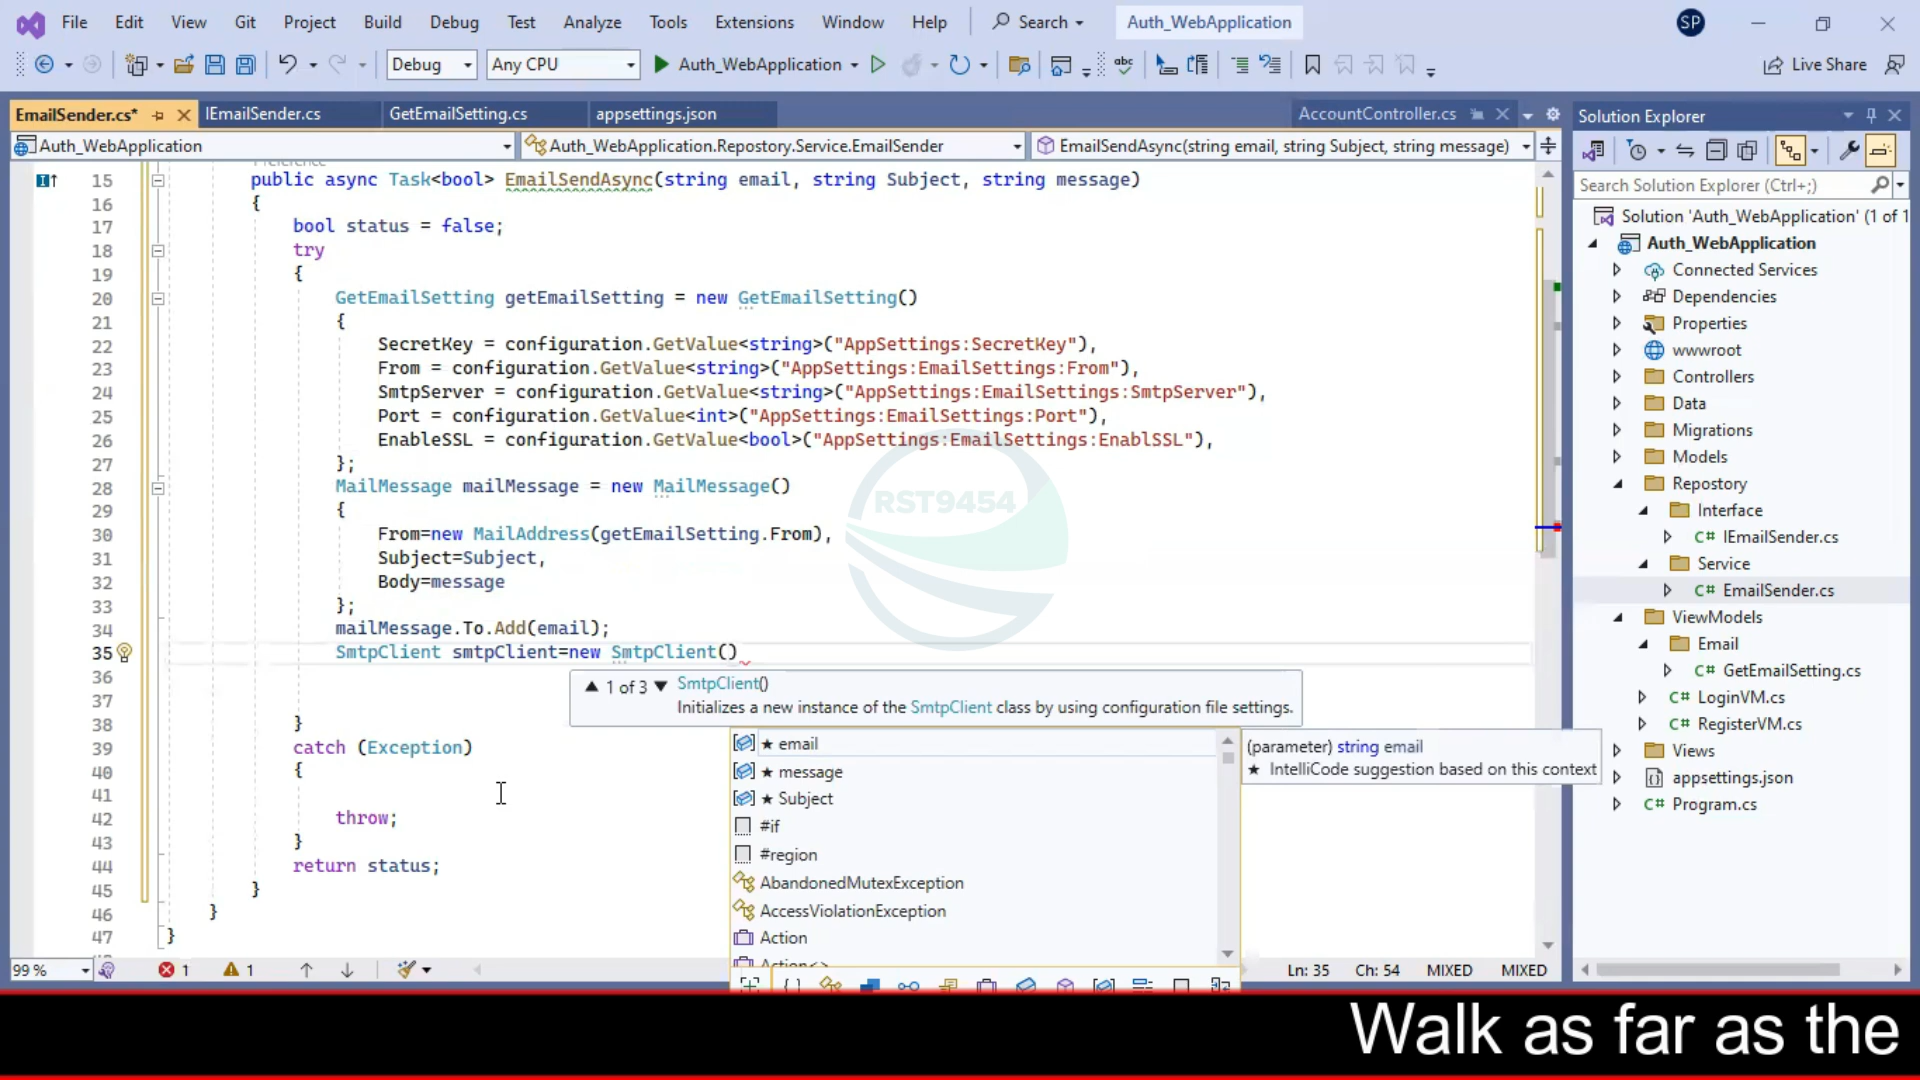 File Edit View Git Project Build Debug Test Analyze Tools Extensions Window Help Search Auth_WebApplication SP
Debug Any CPU Auth_WebApplication Live Share
EmailSender.cs* IEmailSender.cs GetEmailSetting.cs appsettings.json AccountController.cs
Auth_WebApplication Auth_WebApplication.Repostory.Service.EmailSender EmailSendAsync(string email, string Subject, string message)
15 public async Task<bool> EmailSendAsync(string email, string Subject, string message)
16 {
17 bool status = false;
18 try
19 {
20 GetEmailSetting getEmailSetting = new GetEmailSetting()
21 {
22 SecretKey = configuration.GetValue<string>("AppSettings:SecretKey"),
23 From = configuration.GetValue<string>("AppSettings:EmailSettings:From"),
24 SmtpServer = configuration.GetValue<string>("AppSettings:EmailSettings:SmtpServer"),
25 Port = configuration.GetValue<int>("AppSettings:EmailSettings:Port"),
26 EnableSSL = configuration.GetValue<bool>("AppSettings:EmailSettings:EnablSSL"),
27 };
28 MailMessage mailMessage = new MailMessage()
29 {
30 From=new MailAddress(getEmailSetting.From),
31 Subject=Subject,
32 Body=message
33 };
34 mailMessage.To.Add(email);
35 SmtpClient smtpClient=new SmtpClient()
36
37
38 }
39 catch (Exception)
40 {
41
42 throw;
43 }
44 return status;
45 }
46 }
47 }
RST9454
1 of 3 SmtpClient()
Initializes a new instance of the SmtpClient class by using configuration file settings.
★ email
★ message
★ Subject
#if
#region
AbandonedMutexException
AccessViolationException
Action
Action<>
(parameter) string email
★ IntelliCode suggestion based on this context
99 % 1 1 Ln: 35 Ch: 54 MIXED MIXED
Solution Explorer
Search Solution Explorer (Ctrl+;)
Solution 'Auth_WebApplication' (1 of 1
Auth_WebApplication
Connected Services
Dependencies
Properties
wwwroot
Controllers
Data
Migrations
Models
Repostory
Interface
C# IEmailSender.cs
Service
C# EmailSender.cs
ViewModels
Email
C# GetEmailSetting.cs
C# LoginVM.cs
C# RegisterVM.cs
Views
appsettings.json
C# Program.cs
Walk as far as the